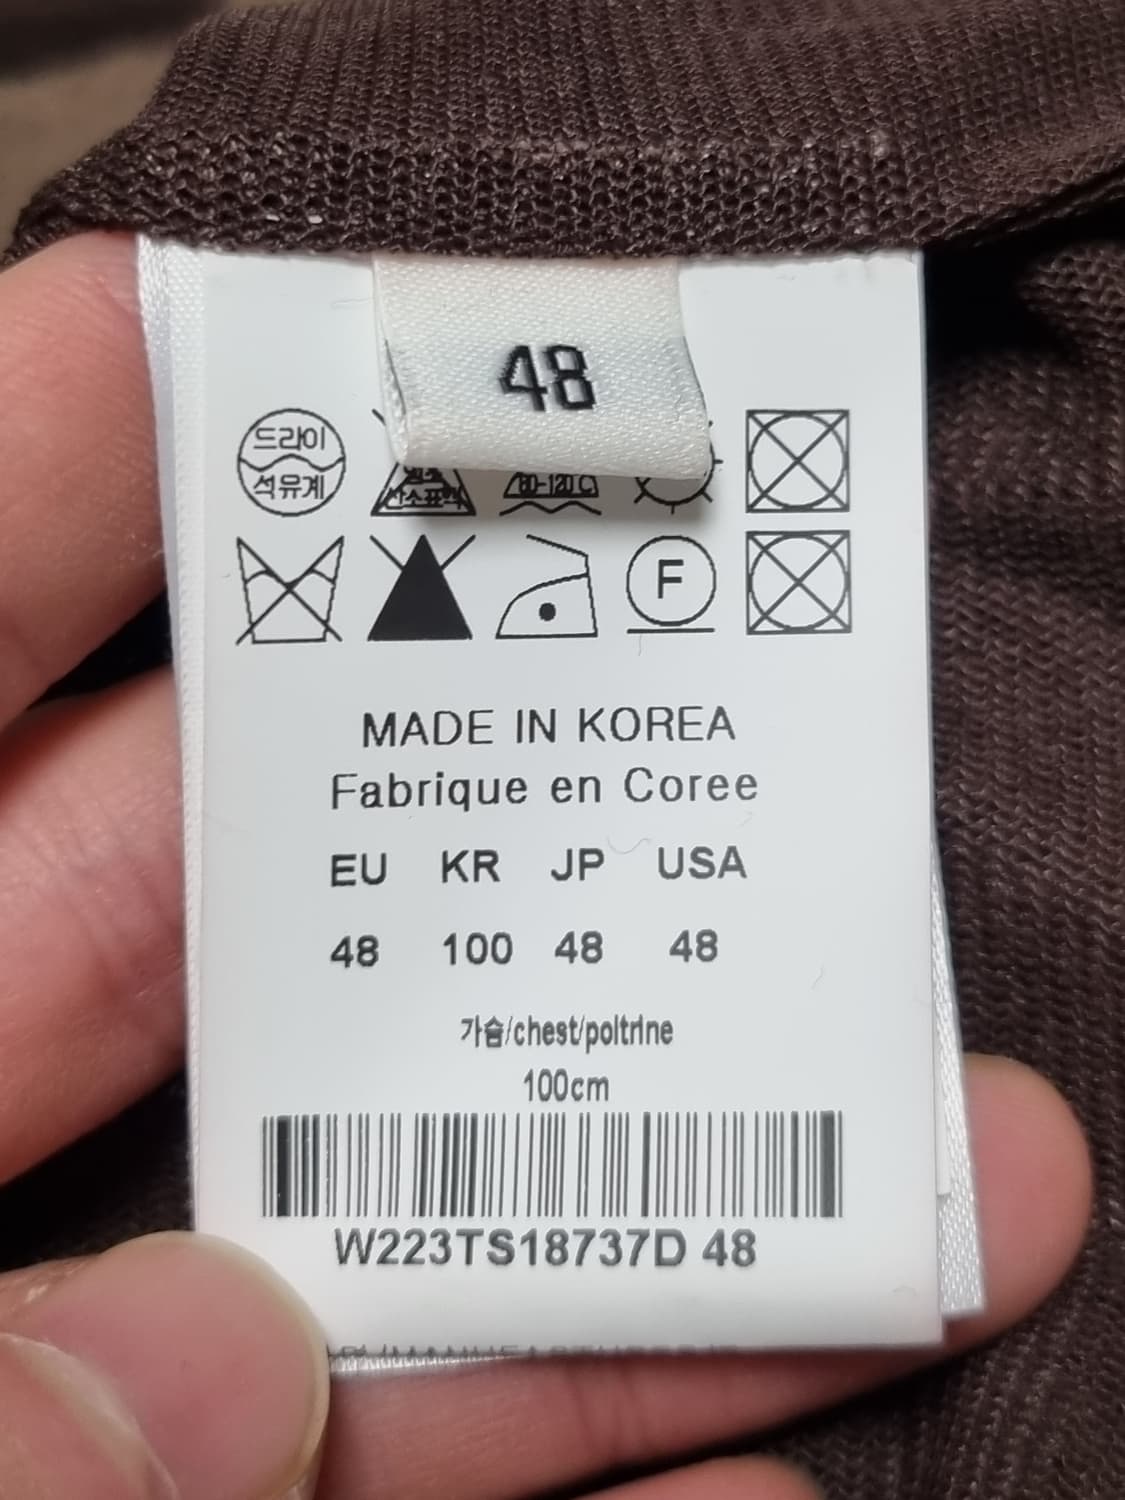 48
드라이
석유계
산소표백
80-120℃
F
MADE IN KOREA
Fabrique en Coree
EU KR JP USA
48 100 48 48
가슴/chest/poltrine
100cm
W223TS18737D 48